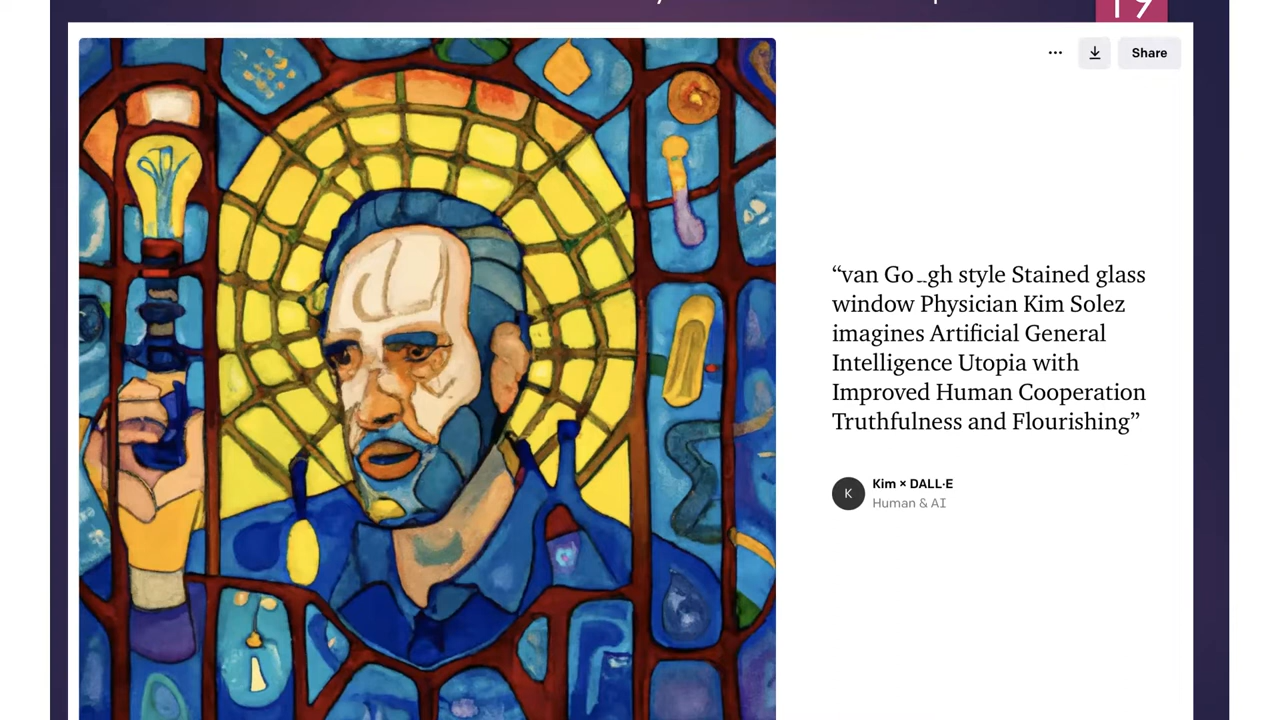 19
Share
“van Go_gh style Stained glass
window Physician Kim Solez
imagines Artificial General
Intelligence Utopia with
Improved Human Cooperation
Truthfulness and Flourishing”
K
Kim × DALL·E
Human & AI